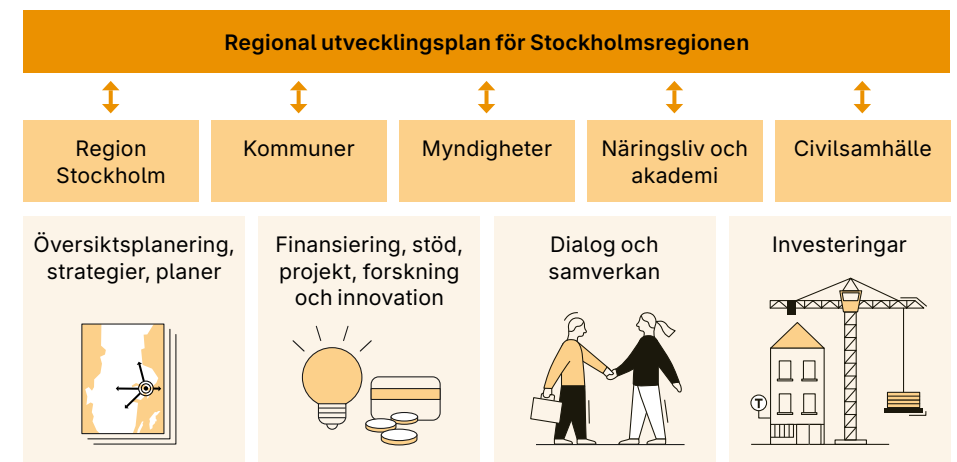 Regional utvecklingsplan för Stockholmsregionen
Region
Stockholm
Kommuner
Myndigheter
Näringsliv och
akademi
Civilsamhälle
Översiktsplanering,
strategier, planer
Finansiering, stöd,
projekt, forskning
och innovation
Dialog och
samverkan
Investeringar
T